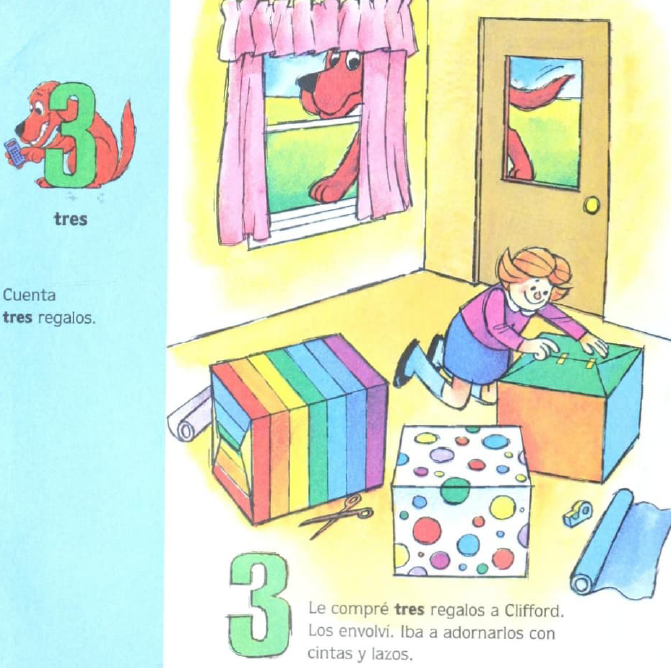 3
tres
Cuenta
tres regalos.
3
Le compré tres regalos a Clifford.
Los envolví. Iba a adornarlos con
cintas y lazos.